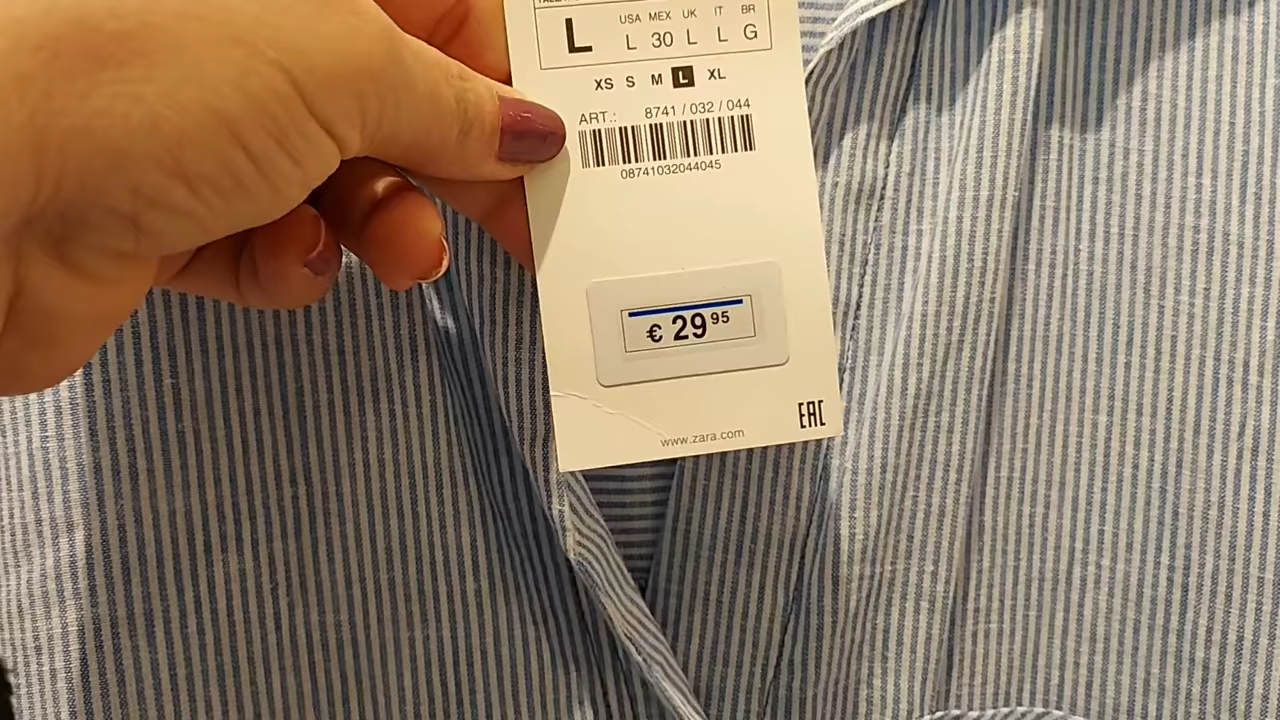 L
USA MEX UK IT BR
L 30 L L G
XS S M L XL
ART.: 8741 / 032 / 044
08741032044045
€ 29 95
EAC
www.zara.com